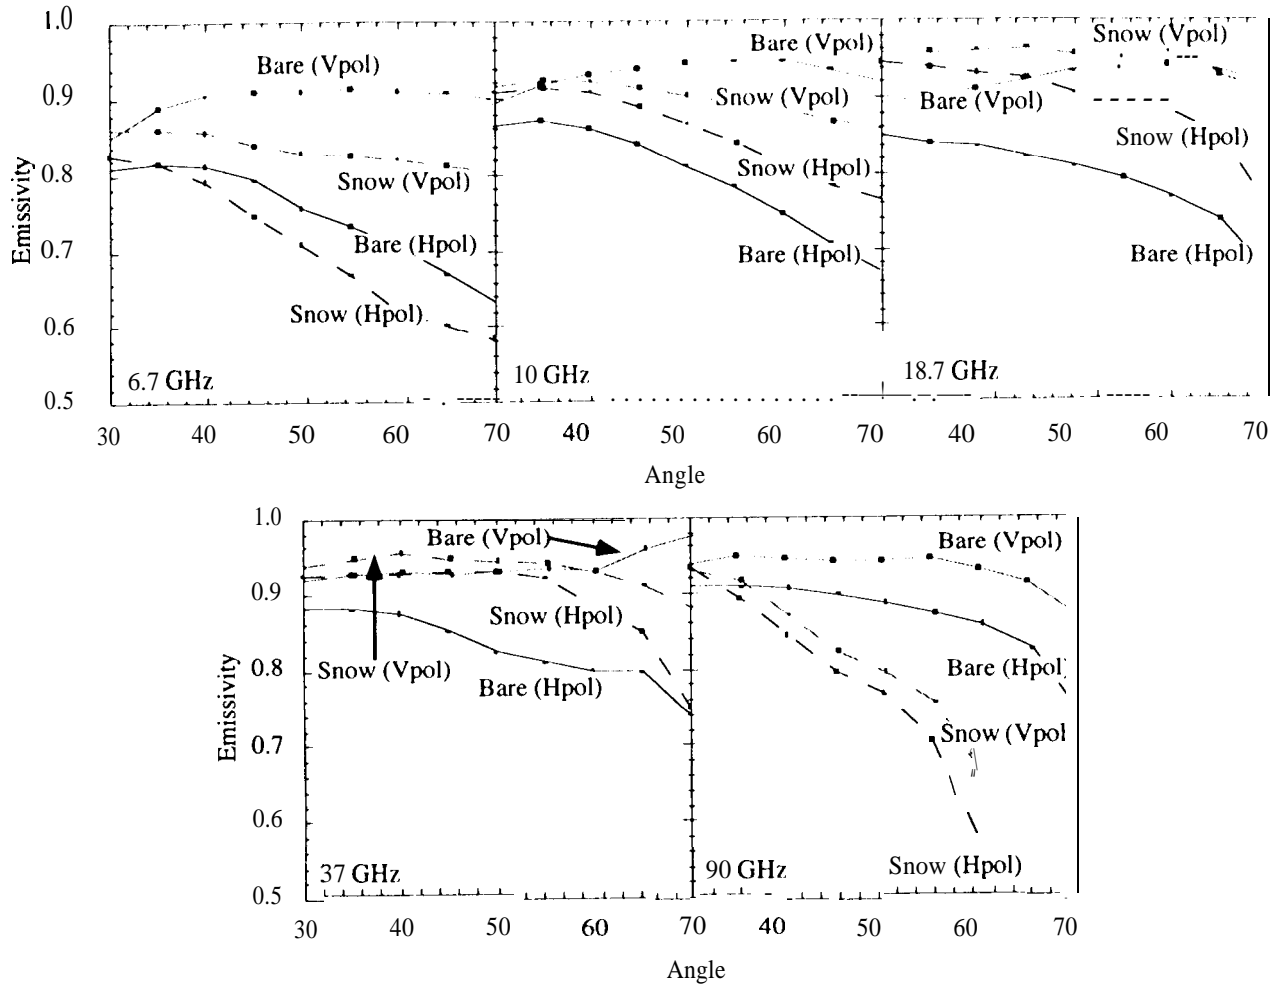 1.0
0.9
0.8
0.7
0.6
0.5
Emissivity
Bare (Vpol)
Snow (Vpol)
Bare (Hpol)
Snow (Hpol)
6.7 GHz
Bare (Vpol)
Snow (Vpol)
Snow (Hpol)
Bare (Hpol)
10 GHz
Snow (Vpol)
Bare (Vpol)
Snow (Hpol)
Bare (Hpol)
18.7 GHz
30 40 50 60 70 40 50 60 70 40 50 60 70
Angle
1.0
0.9
0.8
0.7
0.6
0.5
Emissivity
Bare (Vpol)
Snow (Hpol)
Snow (Vpol)
Bare (Hpol)
37 GHz
Bare (Vpol)
Bare (Hpol)
Snow (Vpol
Snow (Hpol)
90 GHz
30 40 50 60 70 40 50 60 70
Angle